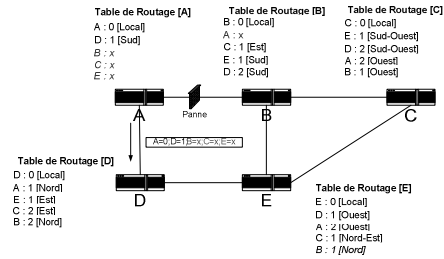 Table de Routage [A]
A : 0 [Local]
D : 1 [Sud]
B : x
C : x
E : x
Table de Routage [B]
B : 0 [Local]
A : x
C : 1 [Est]
E : 1 [Sud]
D : 2 [Sud]
Table de Routage [C]
C : 0 [Local]
E : 1 [Sud-Ouest]
D : 2 [Sud-Ouest]
A : 2 [Ouest]
B : 1 [Ouest]
A
Panne
B
C
A=0;D=1;B=x;C=x;E=x
Table de Routage [D]
D : 0 [Local]
A : 1 [Nord]
E : 1 [Est]
C : 2 [Est]
B : 2 [Nord]
D
E
Table de Routage [E]
E : 0 [Local]
D : 1 [Ouest]
A : 2 [Ouest]
C : 1 [Nord-Est]
B : 1 [Nord]